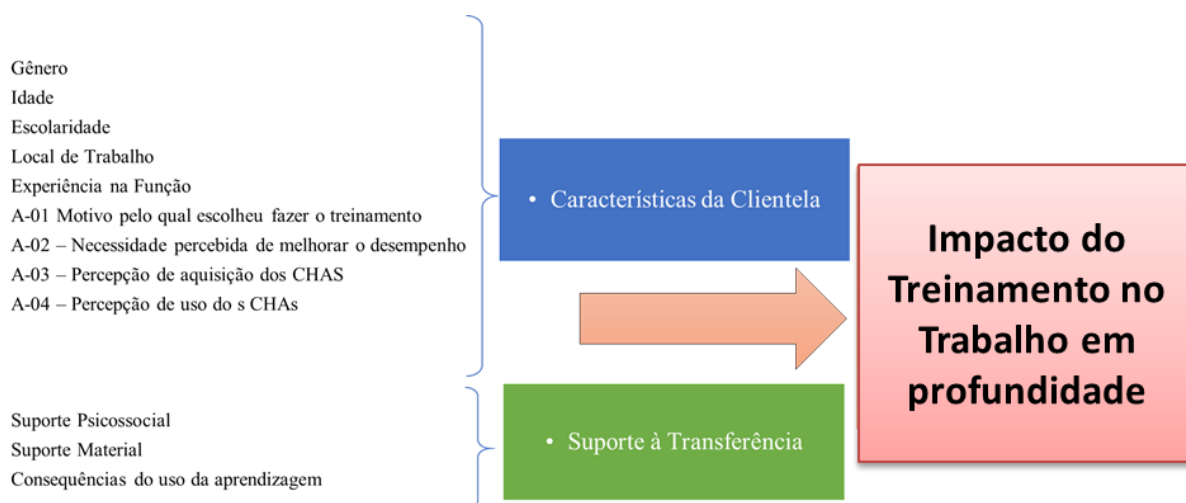 Gênero
Idade
Escolaridade
Local de Trabalho
Experiência na Função
A-01 Motivo pelo qual escolheu fazer o treinamento
A-02 – Necessidade percebida de melhorar o desempenho
A-03 – Percepção de aquisição dos CHAS
A-04 – Percepção de uso do s CHAs
• Características da Clientela
Suporte Psicossocial
Suporte Material
Consequências do uso da aprendizagem
• Suporte à Transferência
Impacto do
Treinamento no
Trabalho em
profundidade